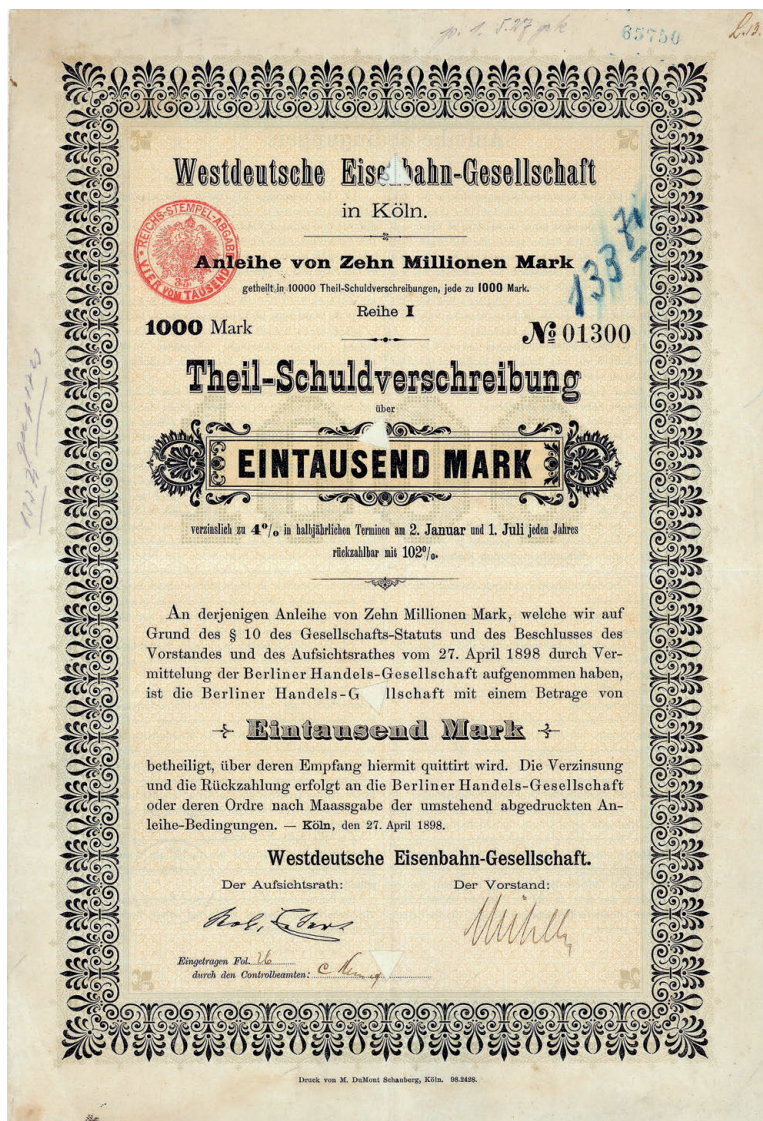 65750
Westdeutsche Eisenbahn-Gesellschaft
in Köln.
REICHS-STEMPEL-ABGABE
VIER VOM TAUSEND
Anleihe von Zehn Millionen Mark
getheilt in 10000 Theil-Schuldverschreibungen, jede zu 1000 Mark.
Reihe I
1000 Mark
№ 01300
Theil-Schuldverschreibung
über
EINTAUSEND MARK
verzinslich zu 4% in halbjährlichen Terminen am 2. Januar und 1. Juli jeden Jahres
rückzahlbar mit 102%.
An derjenigen Anleihe von Zehn Millionen Mark, welche wir auf
Grund des § 10 des Gesellschafts-Statuts und des Beschlusses des
Vorstandes und des Aufsichtsrathes vom 27. April 1898 durch Ver-
mittelung der Berliner Handels-Gesellschaft aufgenommen haben,
ist die Berliner Handels-G llschaft mit einem Betrage von
Eintausend Mark
betheiligt, über deren Empfang hiermit quittirt wird. Die Verzinsung
und die Rückzahlung erfolgt an die Berliner Handels-Gesellschaft
oder deren Ordre nach Maassgabe der umstehend abgedruckten An-
leihe-Bedingungen. — Köln, den 27. April 1898.
Westdeutsche Eisenbahn-Gesellschaft.
Der Aufsichtsrath:
Der Vorstand:
Eingetragen Fol. 26
durch den Controlbeamten:
Druck von M. DuMont Schauberg, Köln. 98.2428.